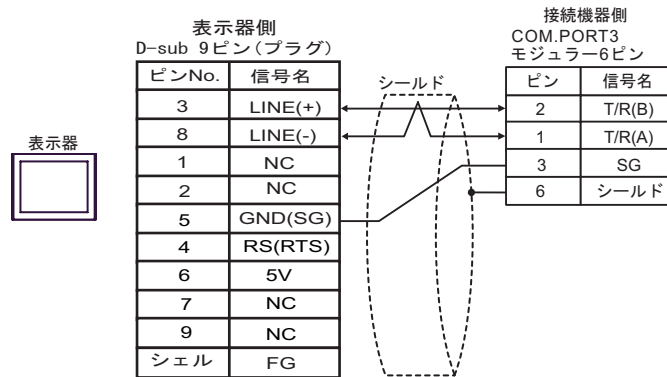 表示器側
D-sub 9ピン(プラグ)
ピンNo. 信号名
3 LINE(+)
8 LINE(-)
1 NC
2 NC
5 GND(SG)
4 RS(RTS)
6 5V
7 NC
9 NC
シェル FG
表示器
シールド
接続機器側
COM.PORT3
モジュラー6ピン
ピン 信号名
2 T/R(B)
1 T/R(A)
3 SG
6 シールド